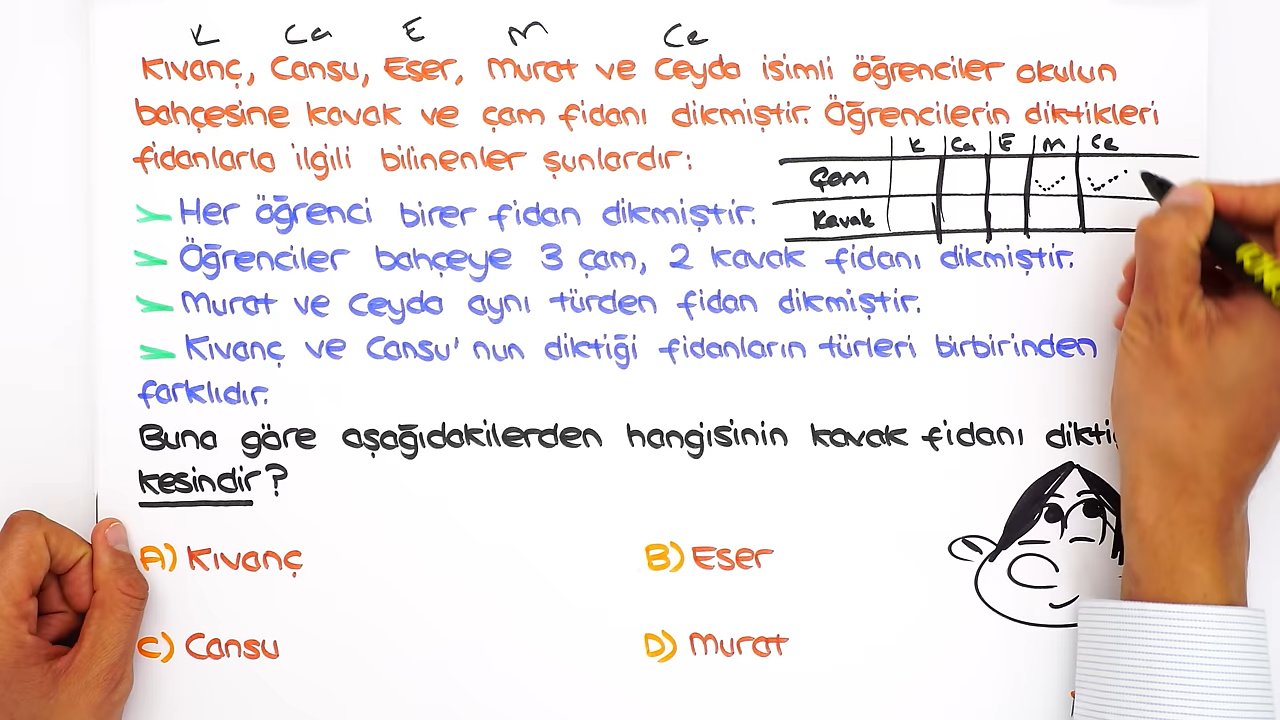 K Ca E M Ce
Kıvanç, Cansu, Eser, Murat ve Ceyda isimli öğrenciler okulun
bahçesine kavak ve çam fidanı dikmiştir. Öğrencilerin diktikleri
fidanlarla ilgili bilinenler şunlardır:
K Ca E M Ce
Çam
Kavak
> Her öğrenci birer fidan dikmiştir.
> Öğrenciler bahçeye 3 çam, 2 kavak fidanı dikmiştir.
> Murat ve Ceyda aynı türden fidan dikmiştir.
> Kıvanç ve Cansu'nun diktiği fidanların türleri birbirinden
farklıdır.
Buna göre aşağıdakilerden hangisinin kavak fidanı
kesindir?
A) Kıvanç
B) Eser
C) Cansu
D) Murat